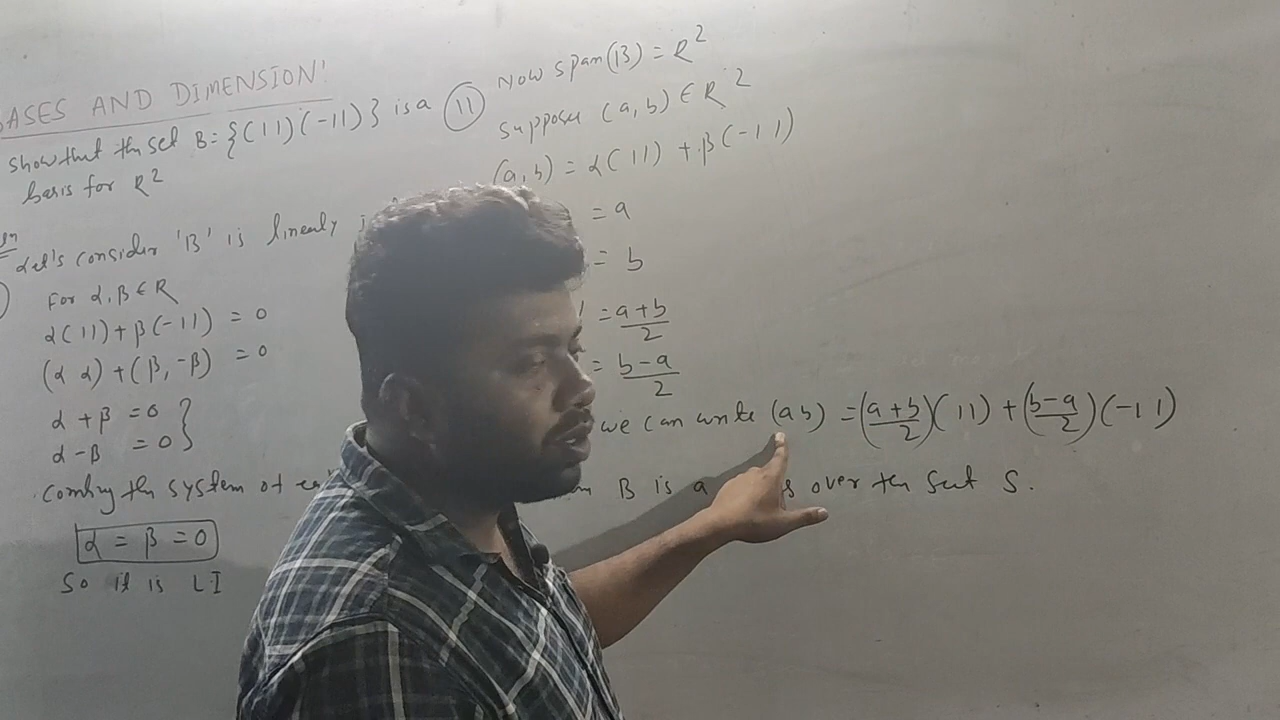 BASES AND DIMENSION!
show that the set B = {(1 1) (-1 1)} is a
basis for R²
Let's consider 'B' is linearly
For α, β ∈ R
α(1 1) + β(-1 1) = 0
(α α) + (β, -β) = 0
α + β = 0 }
α - β = 0
the system of
α = β = 0
So it is LI
(11) Now span(B) = R²
Suppose (a, b) ∈ R²
(a, b) = α(1 1) + β(-1 1)
= a
= b
= a+b/2
= b-a/2
we can write (a b) = (a+b/2)(1 1) + (b-a/2)(-1 1)
B is a over the set S.